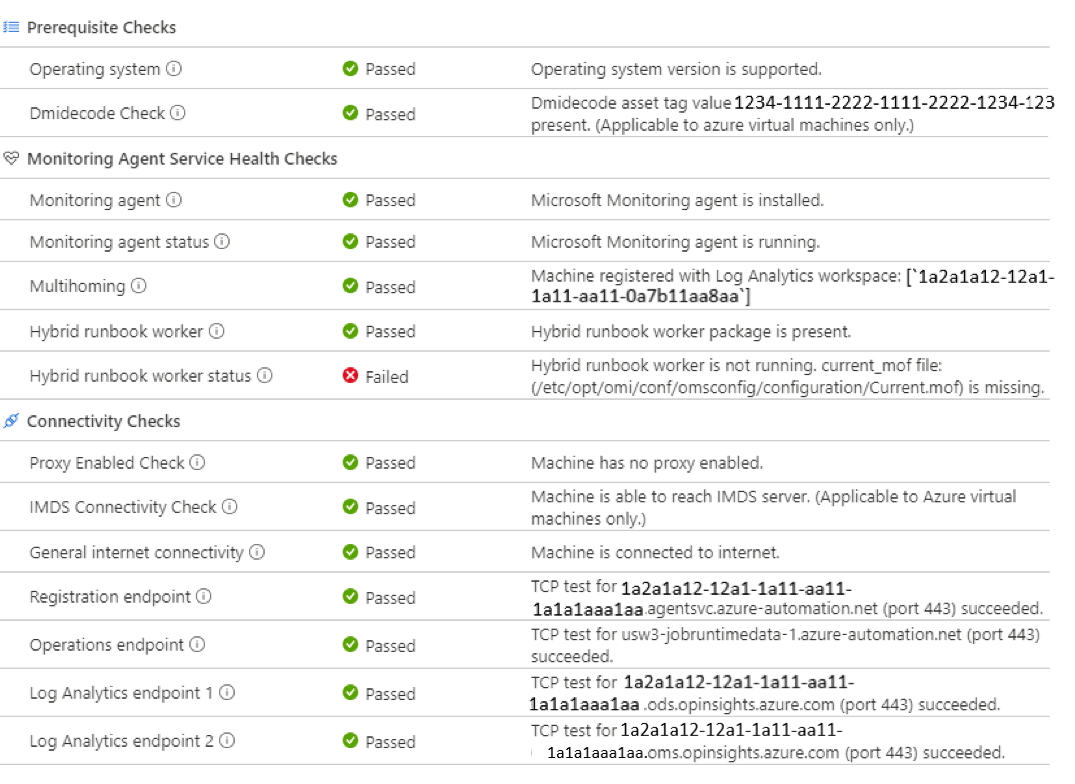 Prerequisite Checks
Operating system Passed Operating system version is supported.
Dmidecode Check Passed Dmidecode asset tag value 1234-1111-2222-1111-2222-1234-123
present. (Applicable to azure virtual machines only.)
Monitoring Agent Service Health Checks
Monitoring agent Passed Microsoft Monitoring agent is installed.
Monitoring agent status Passed Microsoft Monitoring agent is running.
Multihoming Passed Machine registered with Log Analytics workspace: [`1a2a1a12-12a1-
1a11-aa11-0a7b11aa8aa`]
Hybrid runbook worker Passed Hybrid runbook worker package is present.
Hybrid runbook worker status Failed Hybrid runbook worker is not running. current_mof file:
(/etc/opt/omi/conf/omsconfig/configuration/Current.mof) is missing.
Connectivity Checks
Proxy Enabled Check Passed Machine has no proxy enabled.
IMDS Connectivity Check Passed Machine is able to reach IMDS server. (Applicable to Azure virtual
machines only.)
General internet connectivity Passed Machine is connected to internet.
Registration endpoint Passed TCP test for 1a2a1a12-12a1-1a11-aa11-
1a1a1aaa1aa.agentsvc.azure-automation.net (port 443) succeeded.
Operations endpoint Passed TCP test for usw3-jobruntimedata-1.azure-automation.net (port 443)
succeeded.
Log Analytics endpoint 1 Passed TCP test for 1a2a1a12-12a1-1a11-aa11-
1a1a1aaa1aa .ods.opinsights.azure.com (port 443) succeeded.
Log Analytics endpoint 2 Passed TCP test for 1a2a1a12-12a1-1a11-aa11-
1a1a1aaa1aa.oms.opinsights.azure.com (port 443) succeeded.